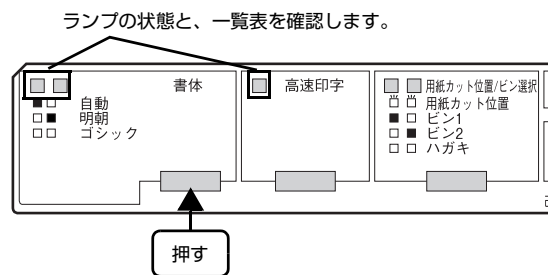 ランプの状態と、一覧表を確認します。
書体
自動
明朝
ゴシック
高速印字
用紙カット位置/ビン選択
用紙カット位置
ビン1
ビン2
ハガキ
押す